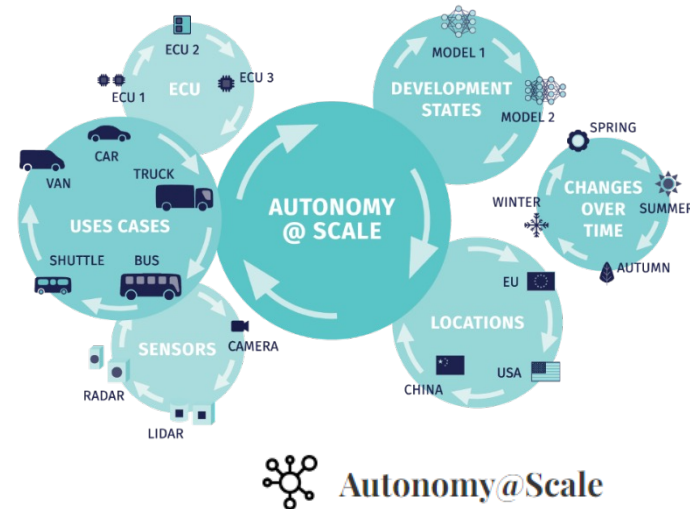 ECU 2
ECU 1
ECU 3
ECU
MODEL 1
DEVELOPMENT
STATES
MODEL 2
CAR
VAN
TRUCK
USES CASES
SHUTTLE
BUS
AUTONOMY
@ SCALE
SPRING
SUMMER
WINTER
CHANGES
OVER
TIME
AUTUMN
EU
LOCATIONS
USA
CHINA
SENSORS
CAMERA
RADAR
LIDAR
Autonomy@Scale